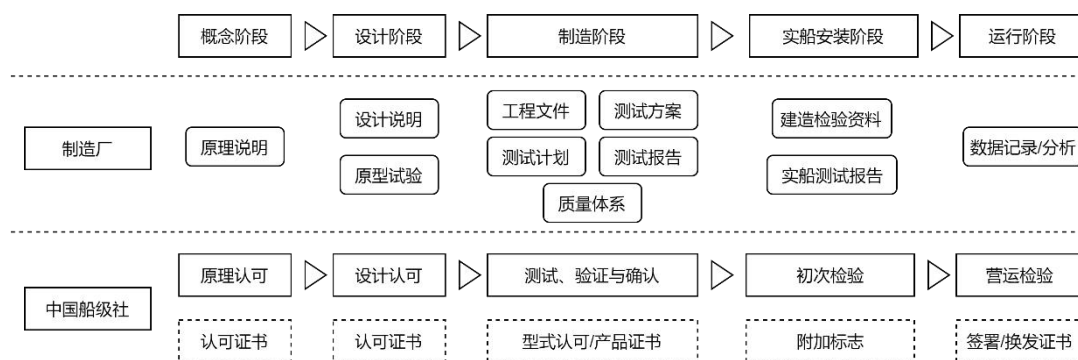 概念阶段
设计阶段
制造阶段
实船安装阶段
运行阶段
制造厂
原理说明
设计说明
原型试验
工程文件
测试方案
测试计划
测试报告
质量体系
建造检验资料
实船测试报告
数据记录/分析
中国船级社
原理认可
设计认可
测试、验证与确认
初次检验
营运检验
认可证书
认可证书
型式认可/产品证书
附加标志
签署/换发证书